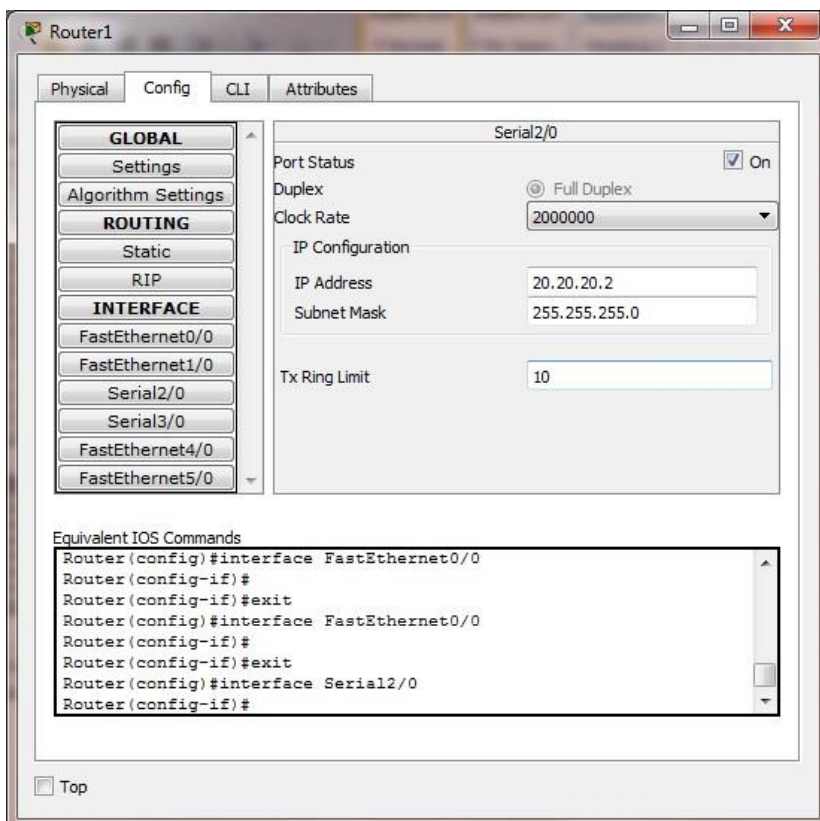 Router1
Physical
Config
CLI
Attributes
GLOBAL
Settings
Algorithm Settings
ROUTING
Static
RIP
INTERFACE
FastEthernet0/0
FastEthernet1/0
Serial2/0
Serial3/0
FastEthernet4/0
FastEthernet5/0
Serial2/0
Port Status
On
Duplex
Full Duplex
Clock Rate
2000000
IP Configuration
IP Address
20.20.20.2
Subnet Mask
255.255.255.0
Tx Ring Limit
10
Equivalent IOS Commands
Router(config)#interface FastEthernet0/0
Router(config-if)#
Router(config-if)#exit
Router(config)#interface FastEthernet0/0
Router(config-if)#
Router(config-if)#exit
Router(config)#interface Serial2/0
Router(config-if)#
Top